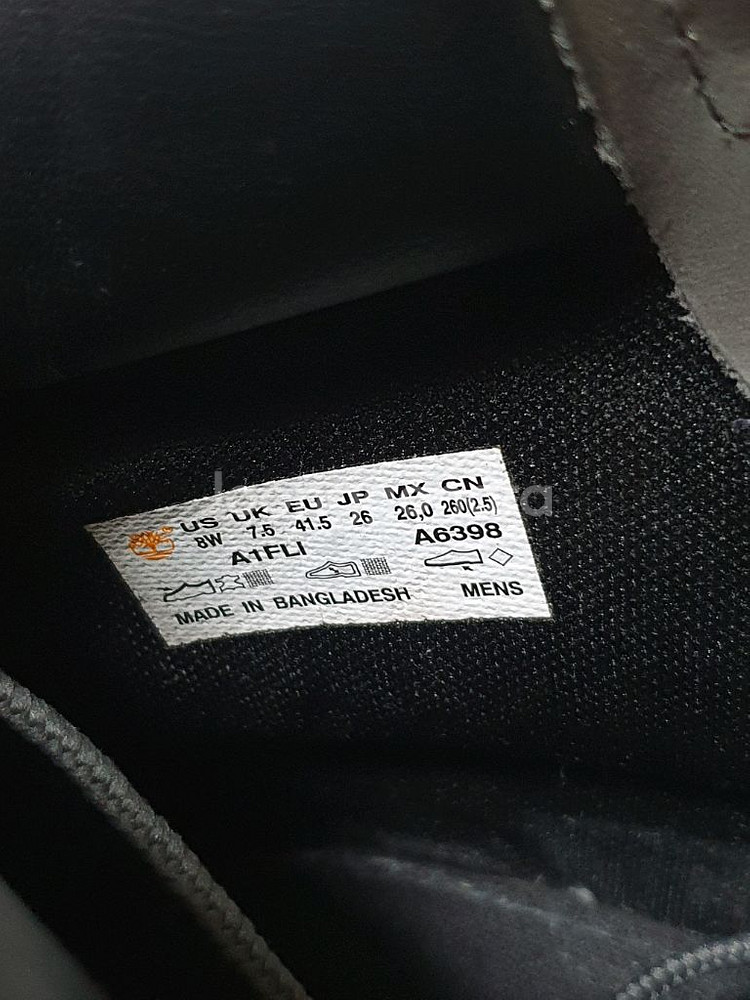 US UK EU JP MX CN
8W 7.5 41.5 26 26,0 260(2.5)
A1FLI A6398
MADE IN BANGLADESH MENS